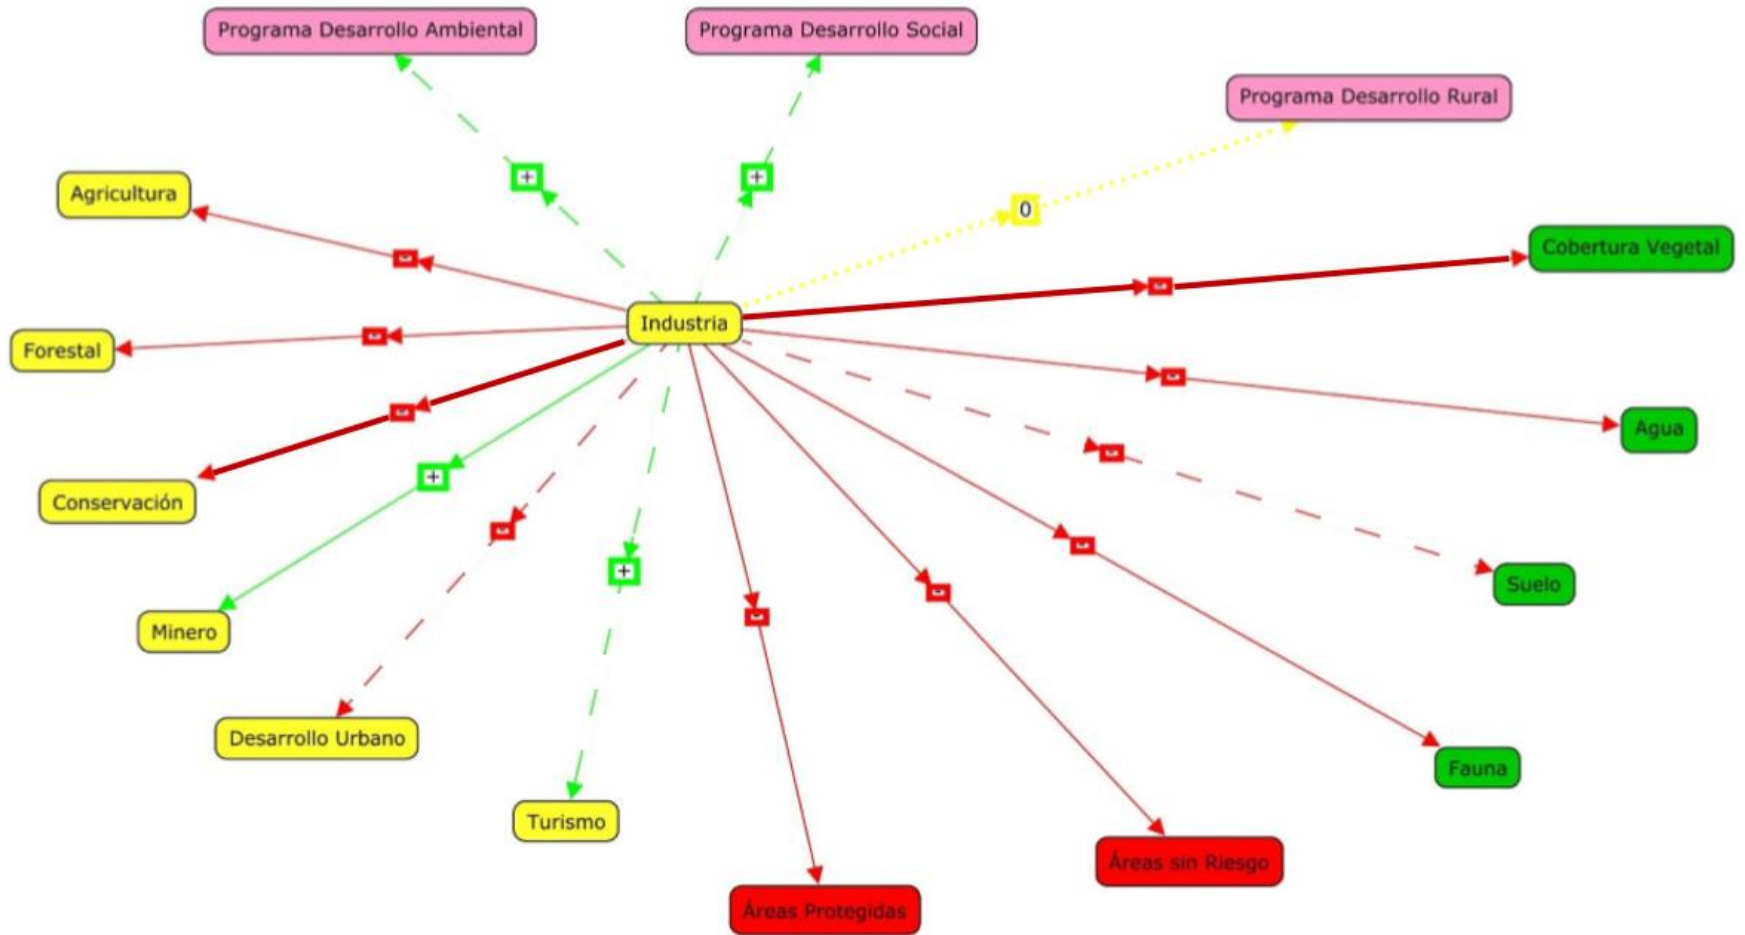 Programa Desarrollo Ambiental
Programa Desarrollo Social
Programa Desarrollo Rural
+
+
Agricultura
0
Cobertura Vegetal
-
-
Industria
-
Forestal
-
Agua
-
Conservación
-
+
-
Suelo
-
-
+
-
-
Minero
Desarrollo Urbano
Fauna
Turismo
Áreas sin Riesgo
Áreas Protegidas